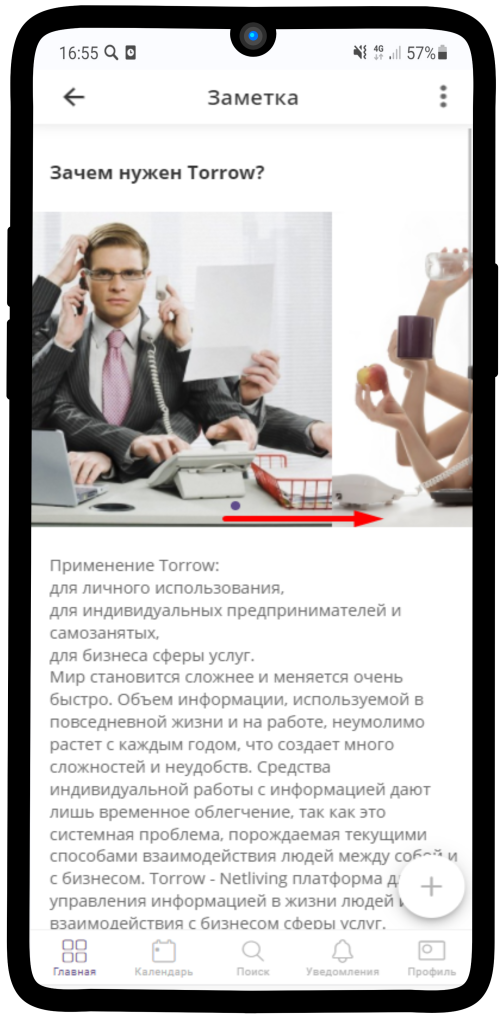 16:55
4G
57%
Заметка
Зачем нужен Torrow?
Применение Torrow:
для личного использования,
для индивидуальных предпринимателей и
самозанятых,
для бизнеса сферы услуг.
Мир становится сложнее и меняется очень
быстро. Объем информации, используемой в
повседневной жизни и на работе, неумолимо
растет с каждым годом, что создает много
сложностей и неудобств. Средства
индивидуальной работы с информацией дают
лишь временное облегчение, так как это
системная проблема, порождаемая текущими
способами взаимодействия людей между собой и
с бизнесом. Torrow - Netliving платформа
управления информацией в жизни людей
взаимодействия с бизнесом сферы услуг.
Главная
Календарь
Поиск
Уведомления
Профиль